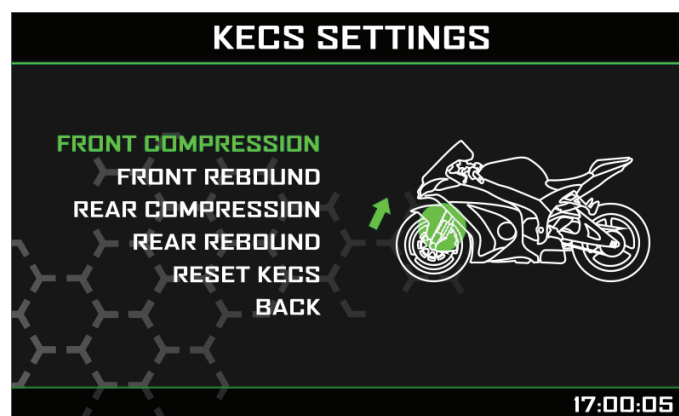 KECS SETTINGS
FRONT COMPRESSION
FRONT REBOUND
REAR COMPRESSION
REAR REBOUND
RESET KECS
BACK
17:00:05